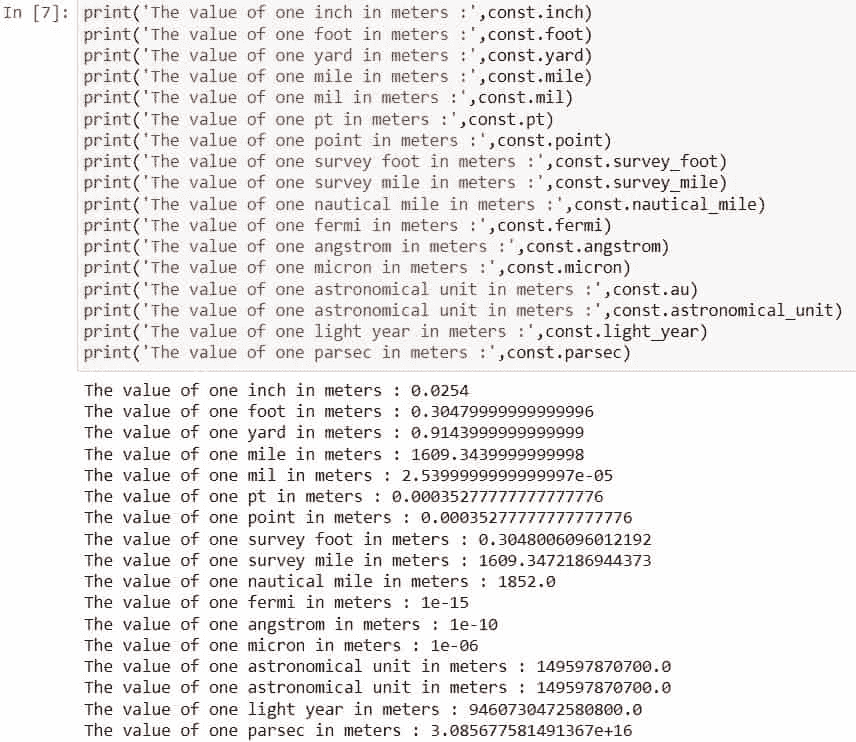 In [7]: print('The value of one inch in meters :',const.inch)
print('The value of one foot in meters :',const.foot)
print('The value of one yard in meters :',const.yard)
print('The value of one mile in meters :',const.mile)
print('The value of one mil in meters :',const.mil)
print('The value of one pt in meters :',const.pt)
print('The value of one point in meters :',const.point)
print('The value of one survey foot in meters :',const.survey_foot)
print('The value of one survey mile in meters :',const.survey_mile)
print('The value of one nautical mile in meters :',const.nautical_mile)
print('The value of one fermi in meters :',const.fermi)
print('The value of one angstrom in meters :',const.angstrom)
print('The value of one micron in meters :',const.micron)
print('The value of one astronomical unit in meters :',const.au)
print('The value of one astronomical unit in meters :',const.astronomical_unit)
print('The value of one light year in meters :',const.light_year)
print('The value of one parsec in meters :',const.parsec)
The value of one inch in meters : 0.0254
The value of one foot in meters : 0.30479999999999996
The value of one yard in meters : 0.9143999999999999
The value of one mile in meters : 1609.3439999999998
The value of one mil in meters : 2.5399999999999997e-05
The value of one pt in meters : 0.00035277777777777776
The value of one point in meters : 0.00035277777777777776
The value of one survey foot in meters : 0.3048006096012192
The value of one survey mile in meters : 1609.3472186944373
The value of one nautical mile in meters : 1852.0
The value of one fermi in meters : 1e-15
The value of one angstrom in meters : 1e-10
The value of one micron in meters : 1e-06
The value of one astronomical unit in meters : 149597870700.0
The value of one astronomical unit in meters : 149597870700.0
The value of one light year in meters : 9460730472580800.0
The value of one parsec in meters : 3.085677581491367e+16